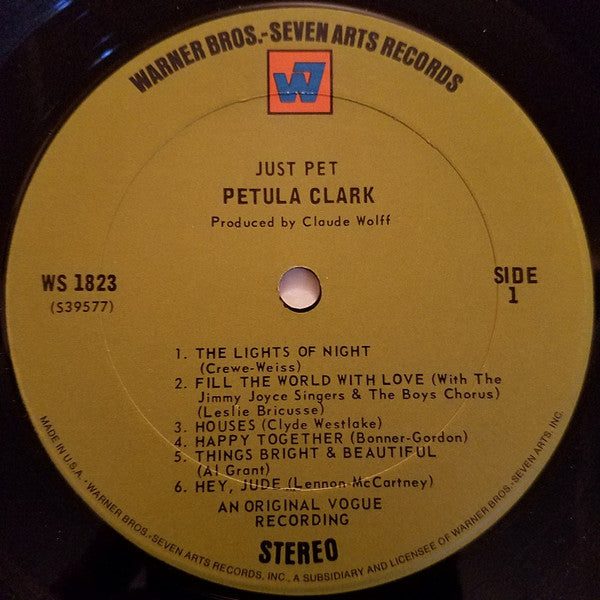 WARNER BROS.-SEVEN ARTS RECORDS
W7
JUST PET
PETULA CLARK
Produced by Claude Wolff
WS 1823
(S39577)
SIDE
1
1. THE LIGHTS OF NIGHT
(Crewe-Weiss)
2. FILL THE WORLD WITH LOVE (With The
Jimmy Joyce Singers & The Boys Chorus)
(Leslie Bricusse)
3. HOUSES (Clyde Westlake)
4. HAPPY TOGETHER (Bonner-Gordon)
5. THINGS BRIGHT & BEAUTIFUL
(Al Grant)
6. HEY, JUDE (Lennon-McCartney)
AN ORIGINAL VOGUE
RECORDING
STEREO
MADE IN U.S.A. - WARNER BROS.-SEVEN ARTS RECORDS, INC., A SUBSIDIARY AND LICENSEE OF WARNER BROS.-SEVEN ARTS, INC.